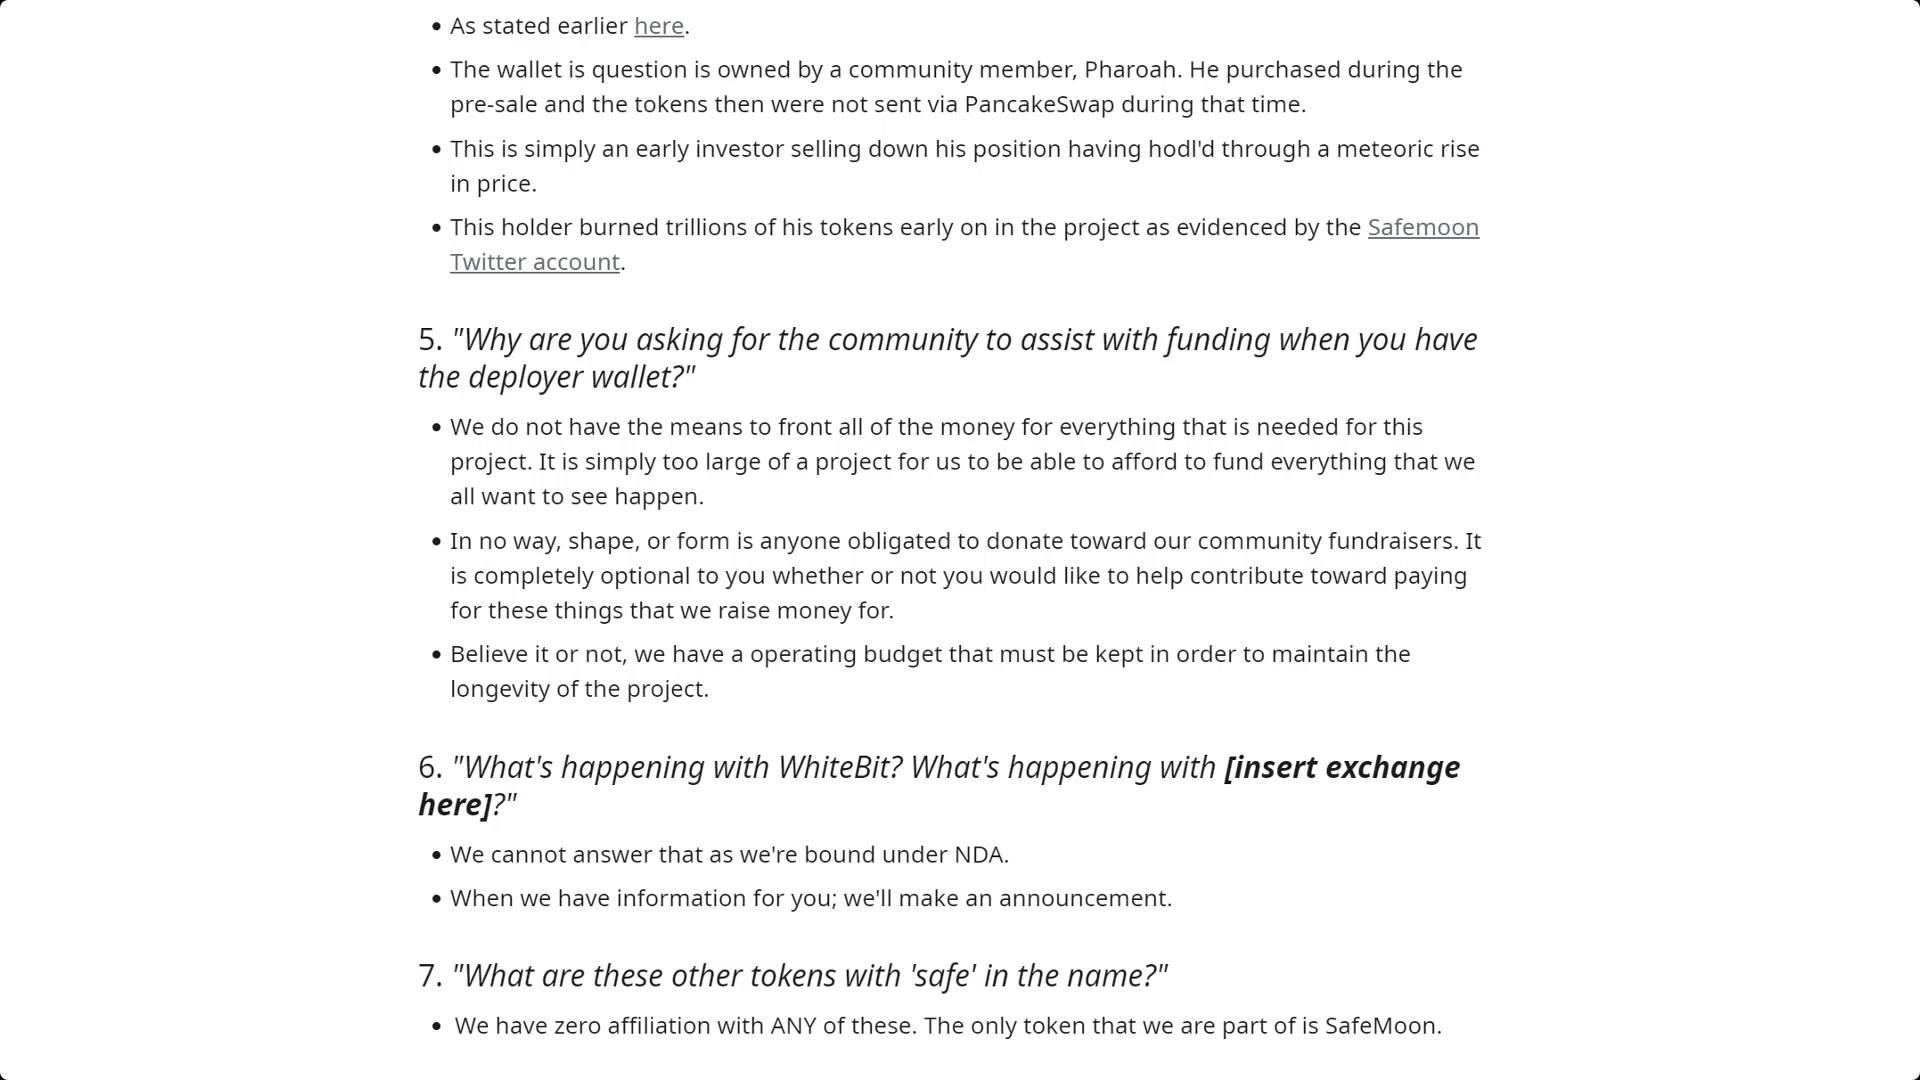 • As stated earlier here.
• The wallet is question is owned by a community member, Pharoah. He purchased during the
pre-sale and the tokens then were not sent via PancakeSwap during that time.
• This is simply an early investor selling down his position having hodl'd through a meteoric rise
in price.
• This holder burned trillions of his tokens early on in the project as evidenced by the Safemoon
Twitter account.
5. "Why are you asking for the community to assist with funding when you have
the deployer wallet?"
• We do not have the means to front all of the money for everything that is needed for this
project. It is simply too large of a project for us to be able to afford to fund everything that we
all want to see happen.
• In no way, shape, or form is anyone obligated to donate toward our community fundraisers. It
is completely optional to you whether or not you would like to help contribute toward paying
for these things that we raise money for.
• Believe it or not, we have a operating budget that must be kept in order to maintain the
longevity of the project.
6. "What's happening with WhiteBit? What's happening with [insert exchange
here]?"
• We cannot answer that as we're bound under NDA.
• When we have information for you; we'll make an announcement.
7. "What are these other tokens with 'safe' in the name?"
• We have zero affiliation with ANY of these. The only token that we are part of is SafeMoon.